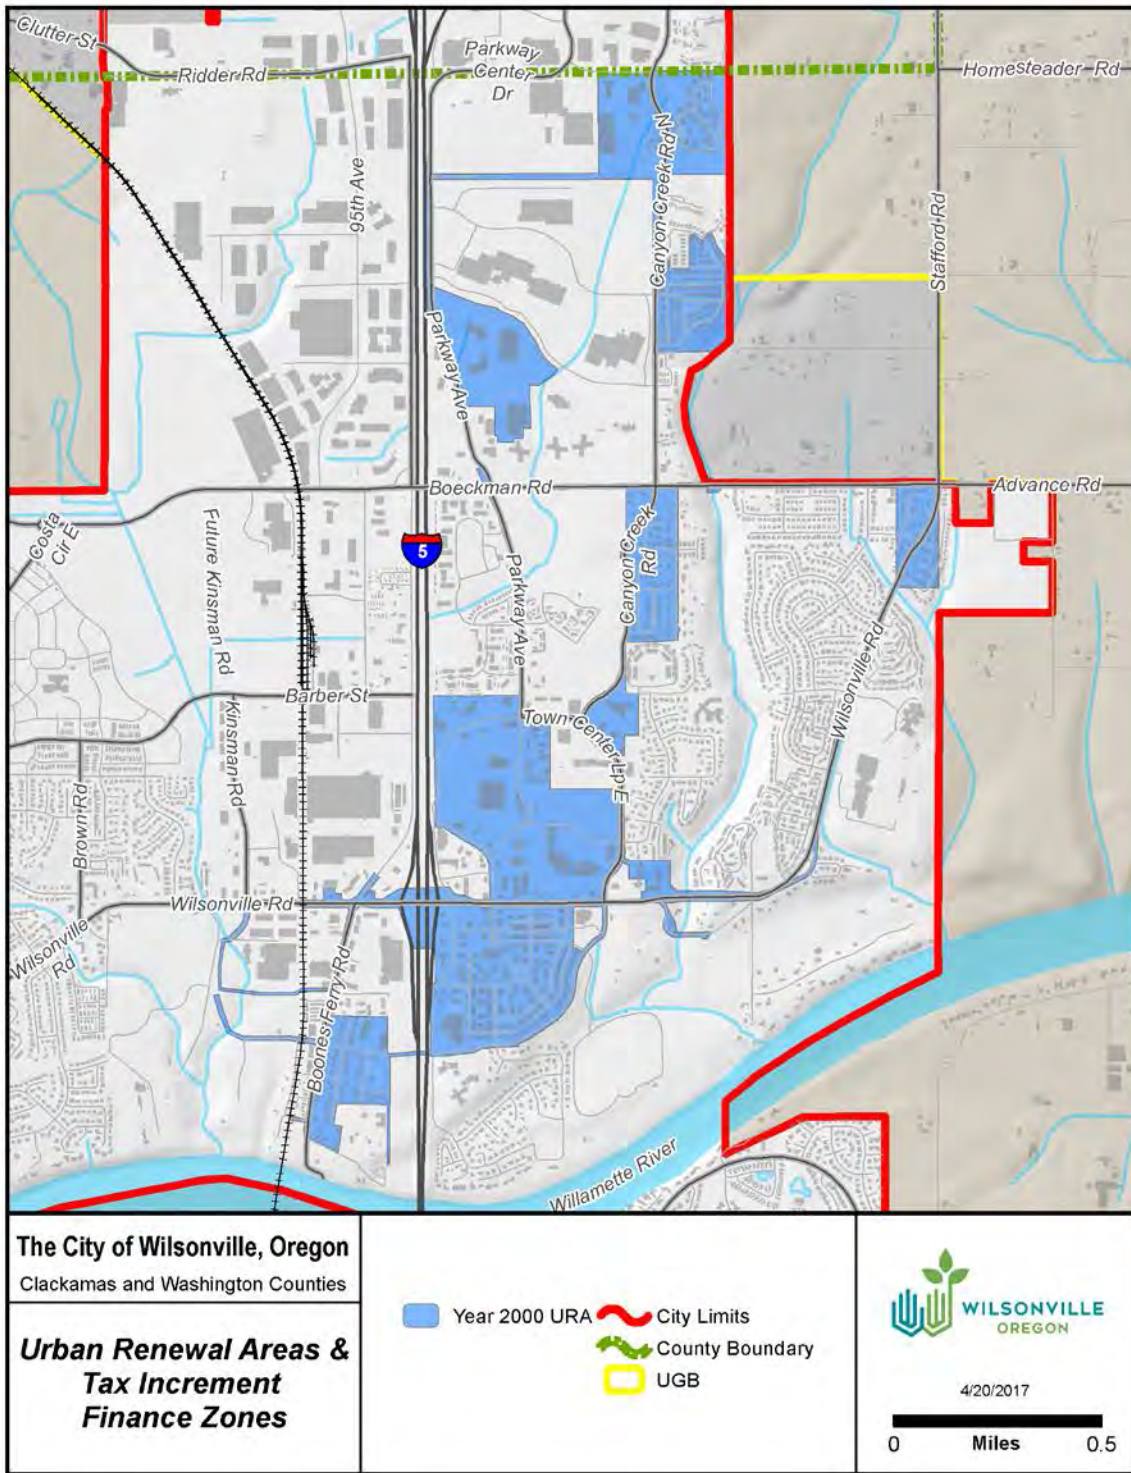 Clutter St
Ridder Rd
Parkway
Center
Dr
Homesteader Rd
95th Ave
Canyon Creek Rd N
Stafford Rd
Parkway Ave
Boeckman Rd
Advance Rd
Costa
Cir E
Future Kinsman Rd
5
Parkway Ave
Canyon Creek
Rd
Wilsonville Rd
Barber St
Kinsman Rd
Town Center Lp E
Brown Rd
Wilsonville Rd
Wilsonville
Rd
Boones Ferry Rd
Willamette River
The City of Wilsonville, Oregon
Clackamas and Washington Counties
Urban Renewal Areas &
Tax Increment
Finance Zones
Year 2000 URA
City Limits
County Boundary
UGB
WILSONVILLE
OREGON
4/20/2017
0 Miles 0.5